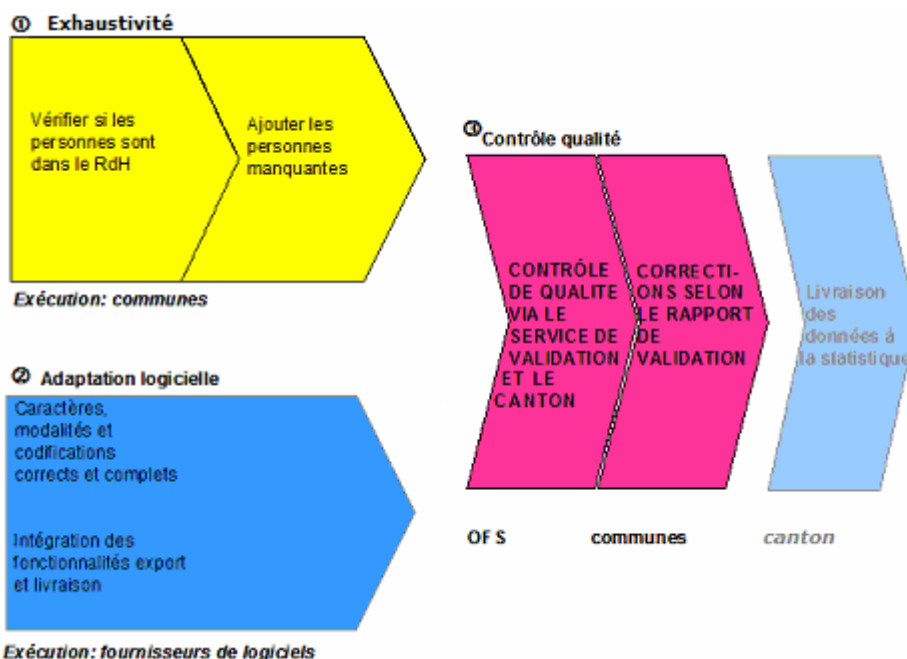 ① Exhaustivité
Vérifier si les
personnes sont
dans le RdH
Ajouter les
personnes
manquantes
Exécution: communes
② Adaptation logicielle
Caractères,
modalités et
codifications
corrects et complets
Intégration des
fonctionnalités export
et livraison
Exécution: fournisseurs de logiciels
③ Contrôle qualité
CONTRÔLE
DE QUALITE
VIA LE
SERVICE DE
VALIDATION
ET LE
CANTON
CORRECTI-
ONS SELON
LE RAPPORT
DE
VALIDATION
Livraison
des
données à
la statistique
OFS
communes
canton